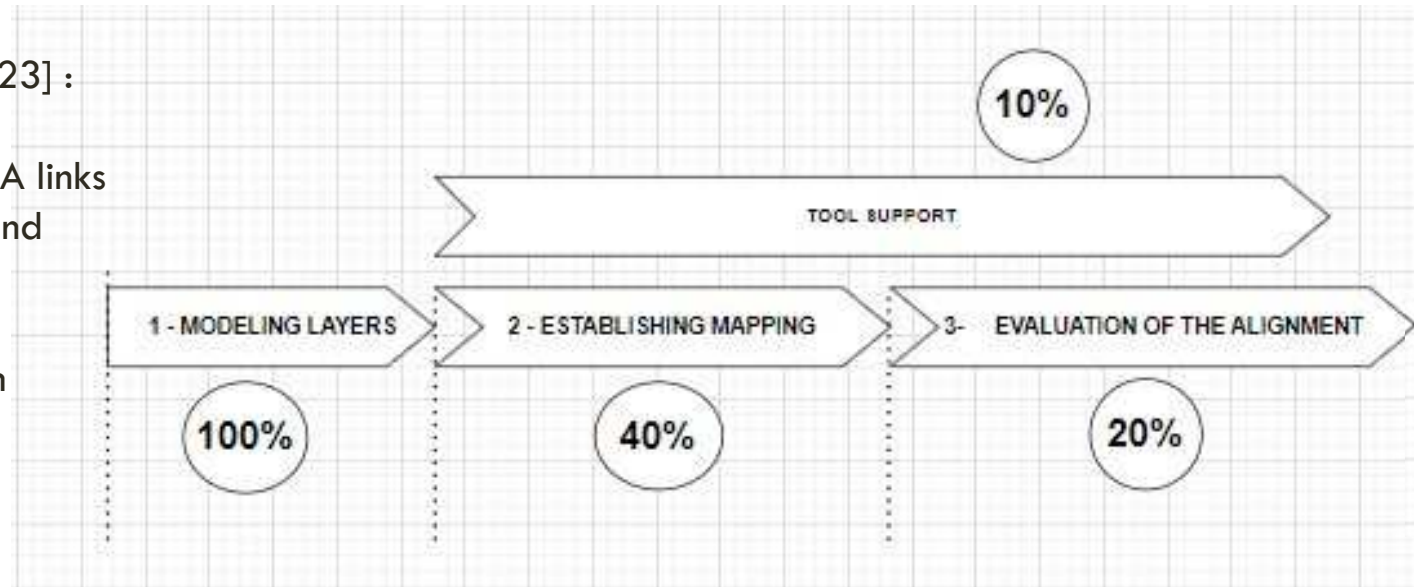 23] :
A links
nd
n
10%
TOOL SUPPORT
1 - MODELING LAYERS
2 - ESTABLISHING MAPPING
3- EVALUATION OF THE ALIGNMENT
100%
40%
20%